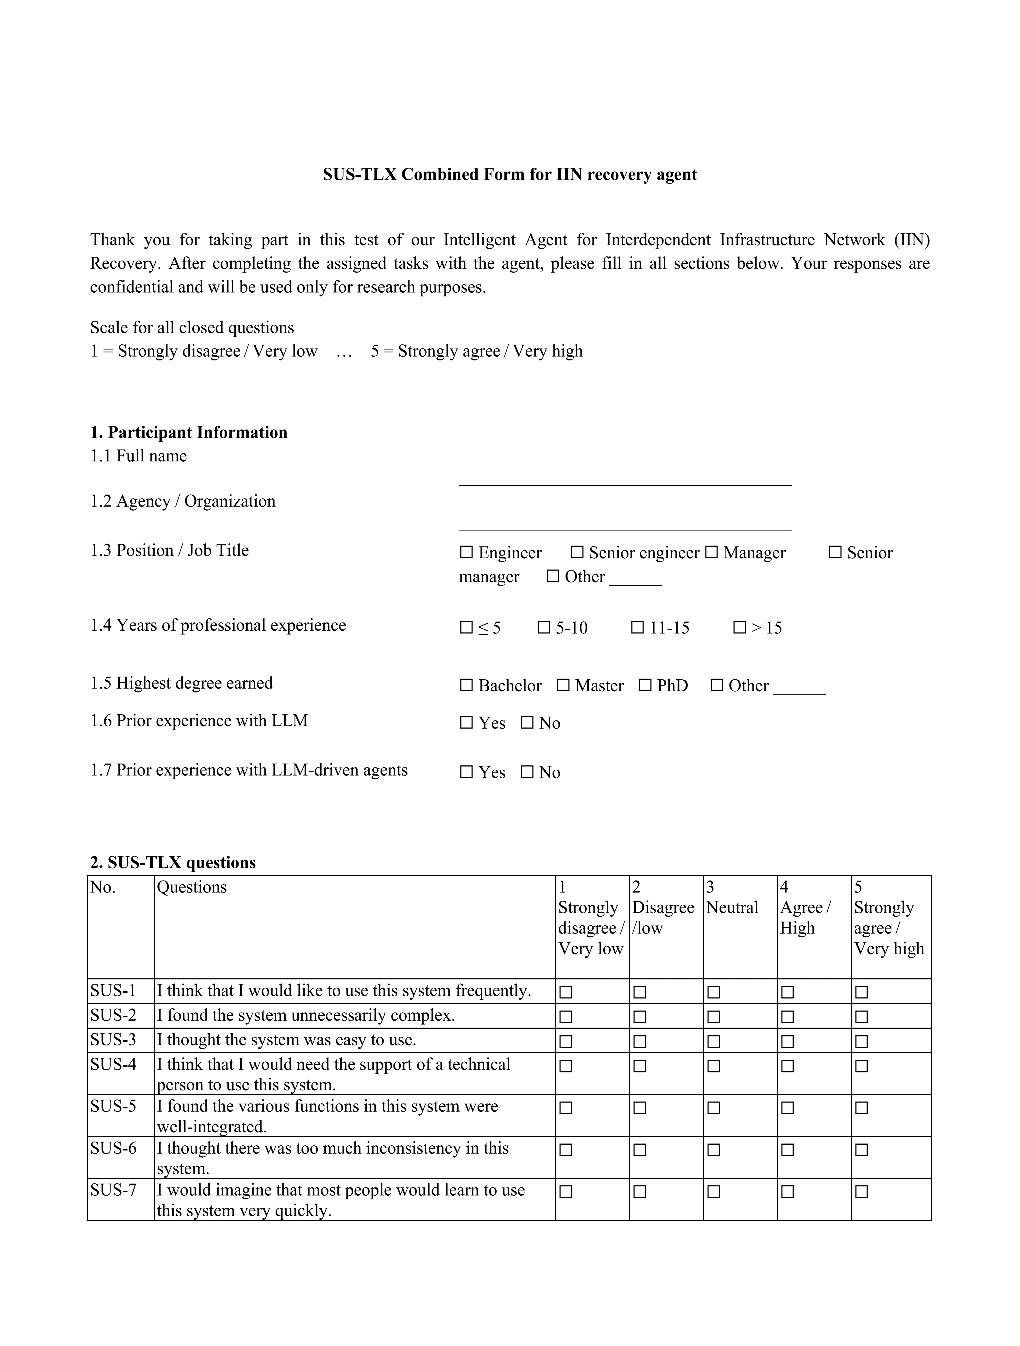 SUS-TLX Combined Form for IIN recovery agent
Thank you for taking part in this test of our Intelligent Agent for Interdependent Infrastructure Network (IIN)
Recovery. After completing the assigned tasks with the agent, please fill in all sections below. Your responses are
confidential and will be used only for research purposes.
Scale for all closed questions
1 = Strongly disagree / Very low … 5 = Strongly agree / Very high
1. Participant Information
1.1 Full name
1.2 Agency / Organization
1.3 Position / Job Title ☐ Engineer ☐ Senior engineer ☐ Manager ☐ Senior
manager ☐ Other ______
1.4 Years of professional experience ☐ ≤ 5 ☐ 5-10 ☐ 11-15 ☐ > 15
1.5 Highest degree earned ☐ Bachelor ☐ Master ☐ PhD ☐ Other ______
1.6 Prior experience with LLM ☐ Yes ☐ No
1.7 Prior experience with LLM-driven agents ☐ Yes ☐ No
2. SUS-TLX questions
No. Questions 1 2 3 4 5
Strongly Disagree Neutral Agree / Strongly
disagree / /low High agree /
Very low Very high
SUS-1 I think that I would like to use this system frequently. ☐ ☐ ☐ ☐ ☐
SUS-2 I found the system unnecessarily complex. ☐ ☐ ☐ ☐ ☐
SUS-3 I thought the system was easy to use. ☐ ☐ ☐ ☐ ☐
SUS-4 I think that I would need the support of a technical ☐ ☐ ☐ ☐ ☐
person to use this system.
SUS-5 I found the various functions in this system were ☐ ☐ ☐ ☐ ☐
well-integrated.
SUS-6 I thought there was too much inconsistency in this ☐ ☐ ☐ ☐ ☐
system.
SUS-7 I would imagine that most people would learn to use ☐ ☐ ☐ ☐ ☐
this system very quickly.